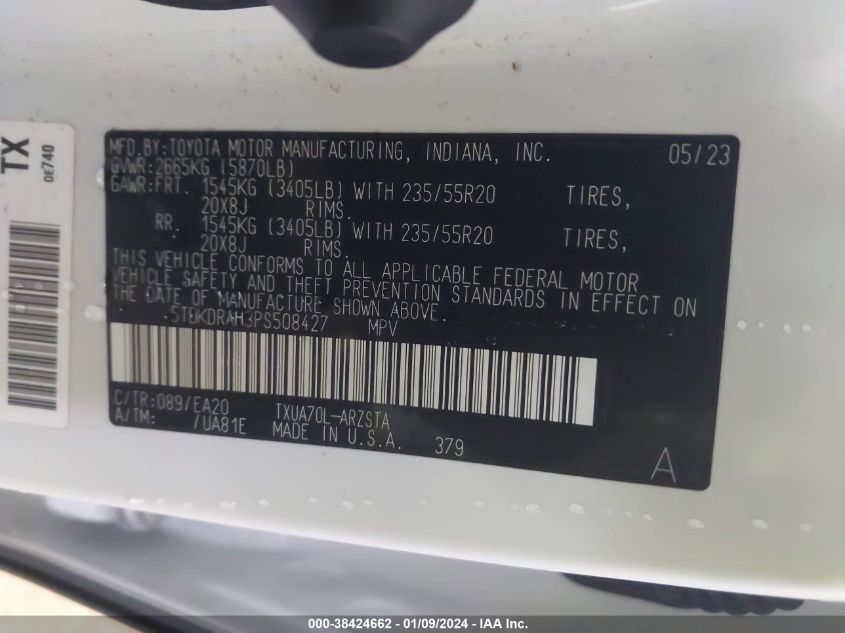 TX
0E740
MFD.BY:TOYOTA MOTOR MANUFACTURING, INDIANA, INC. 05/23
GVWR:2665KG (5870LB)
GAWR:FRT. 1545KG (3405LB) WITH 235/55R20 TIRES,
20X8J RIMS.
RR. 1545KG (3405LB) WITH 235/55R20 TIRES,
20X8J RIMS.
THIS VEHICLE CONFORMS TO ALL APPLICABLE FEDERAL MOTOR
VEHICLE SAFETY AND THEFT PREVENTION STANDARDS IN EFFECT ON
THE DATE OF MANUFACTURE SHOWN ABOVE.
5TDKDRAH3PS508427 MPV
C/TR:089/EA20 TXUA70L-ARZSTA
A/TM: /UA81E MADE IN U.S.A. 379
A
000-38424662 - 01/09/2024 - IAA Inc.